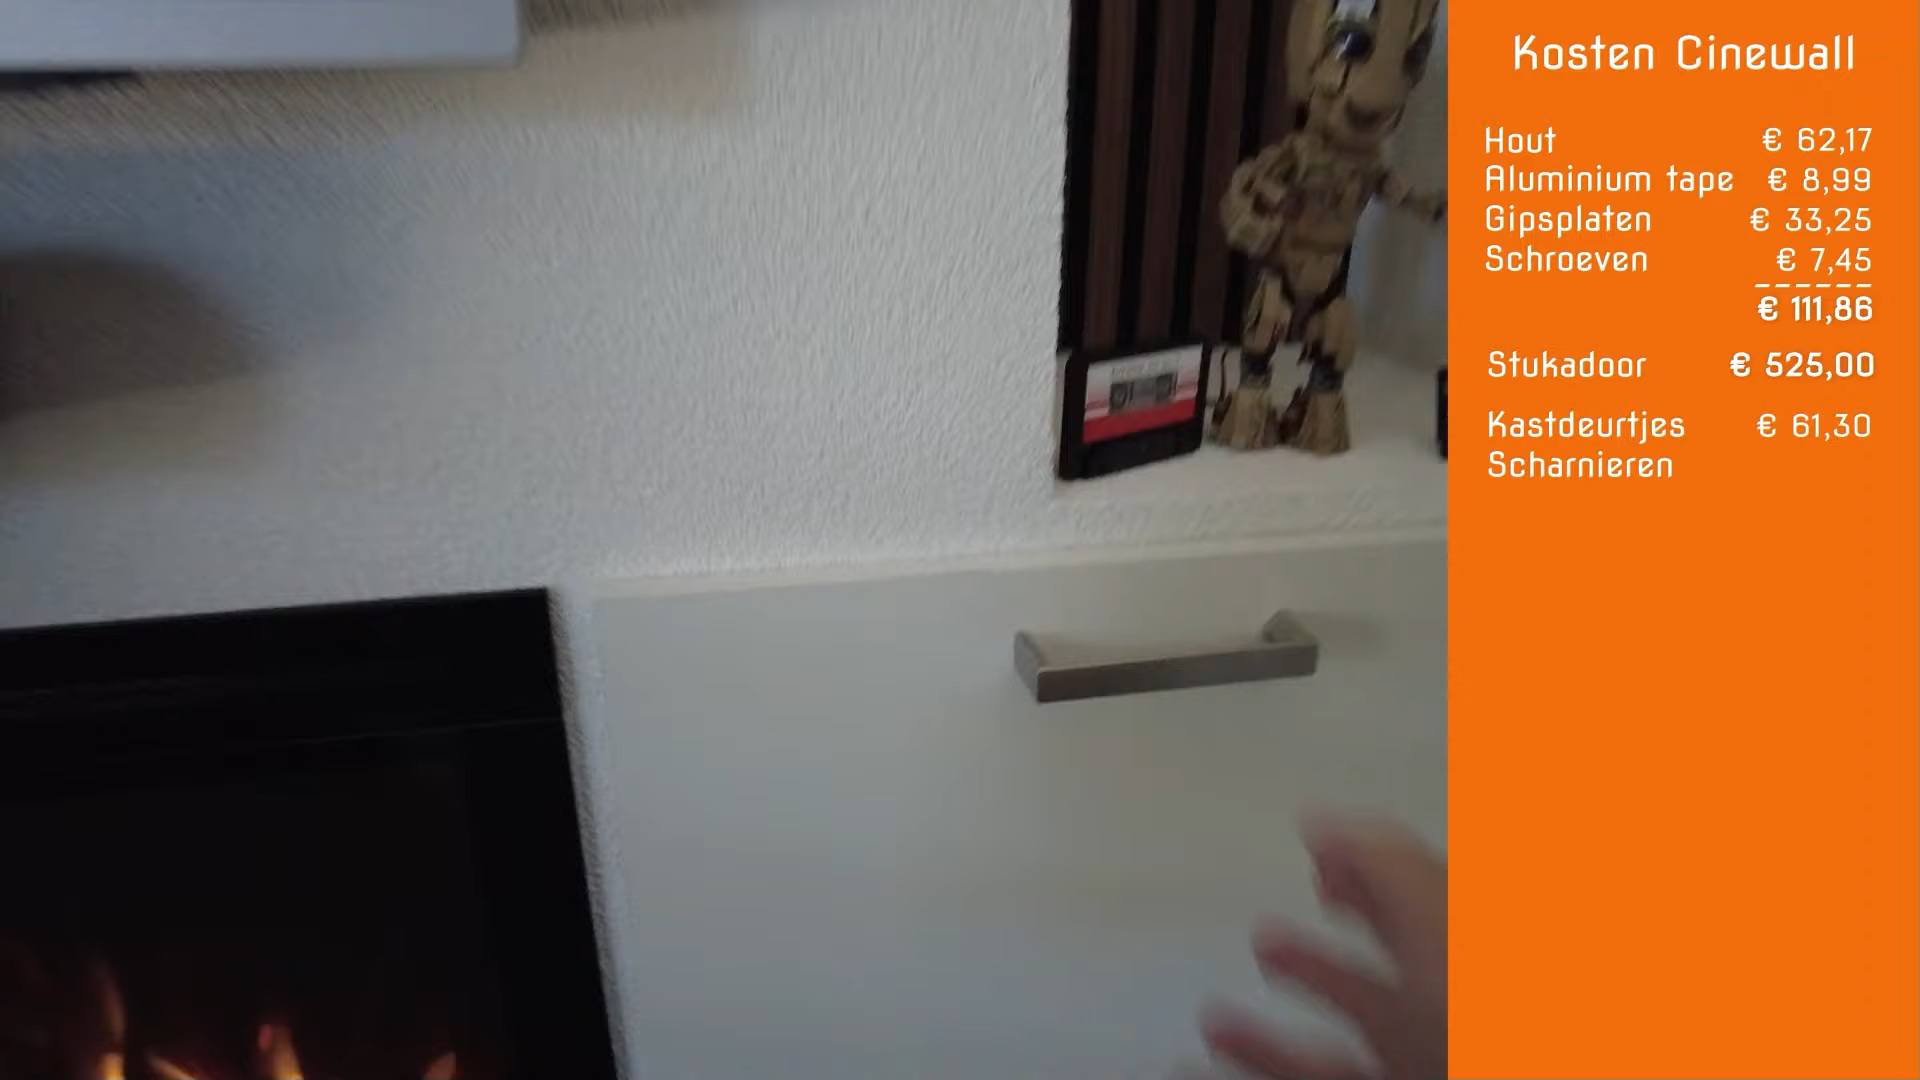 Kosten Cinewall
Hout € 62,17
Aluminium tape € 8,99
Gipsplaten € 33,25
Schroeven € 7,45
------
€ 111,86
Stukadoor € 525,00
Kastdeurtjes € 61,30
Scharnieren